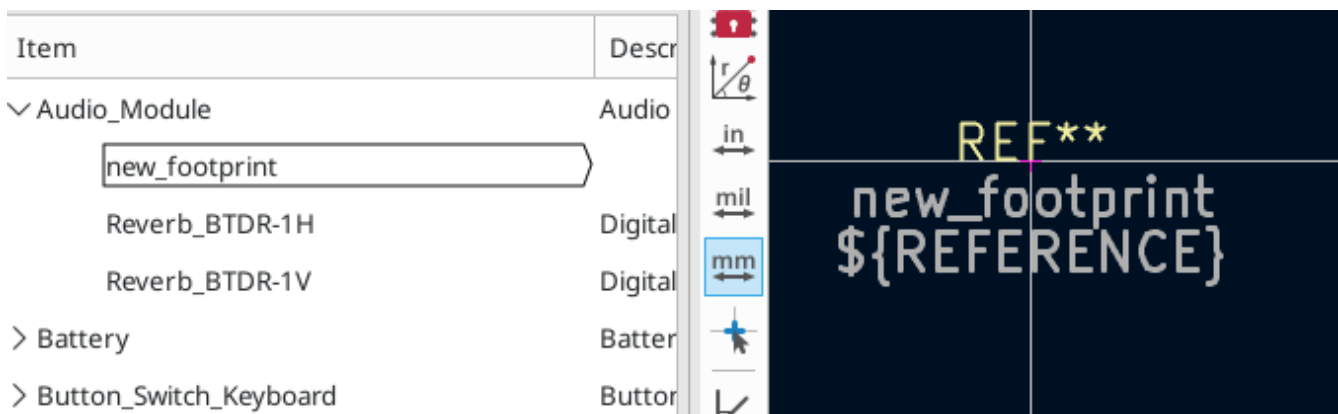 Item
Descr
Audio_Module
Audio
new_footprint
Reverb_BTDR-1H
Digital
Reverb_BTDR-1V
Digital
Battery
Batter
Button_Switch_Keyboard
Button
r
θ
in
mil
mm
REF**
new_footprint
${REFERENCE}